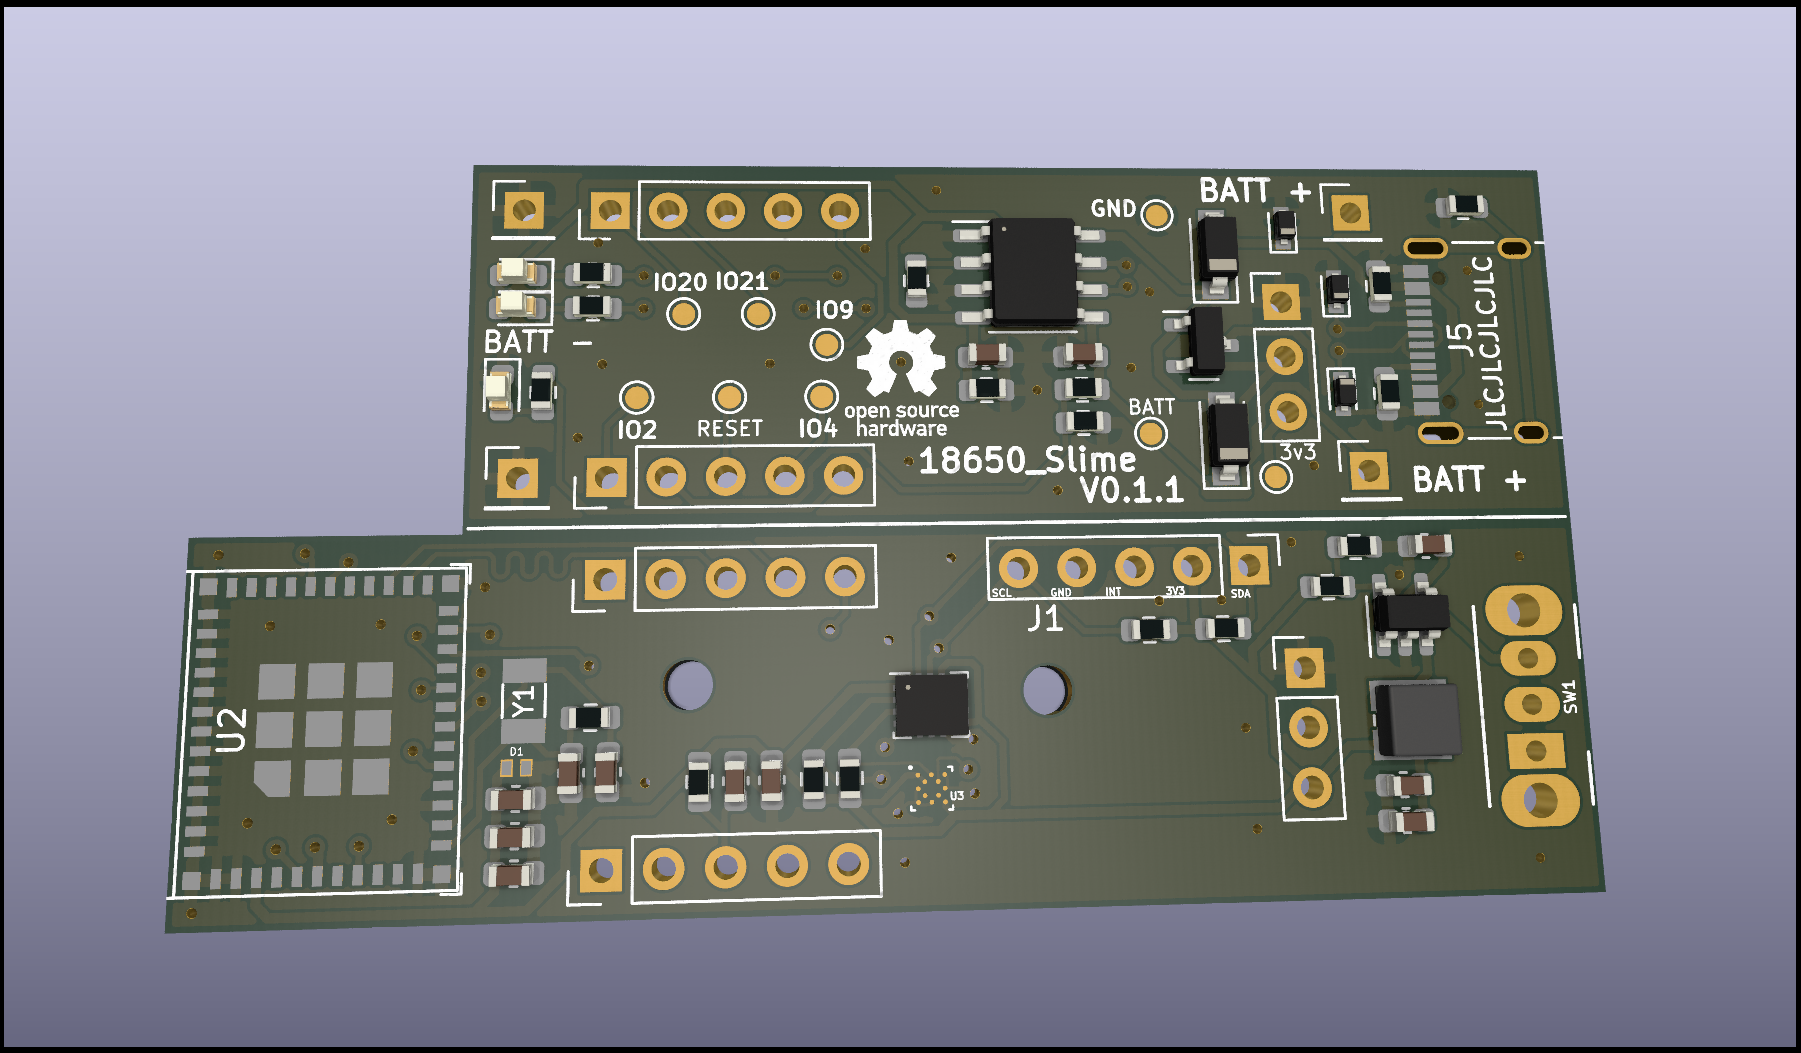 BATT +
GND
IO20 IO21
IO9
BATT -
J5
JLCJLCJLCJLC
open source
hardware
IO2
RESET
IO4
BATT
3v3
18650_Slime
V0.1.1
BATT +
SCL
GND
INT
3V3
SDA
J1
U2
Y1
D1
U3
SW1